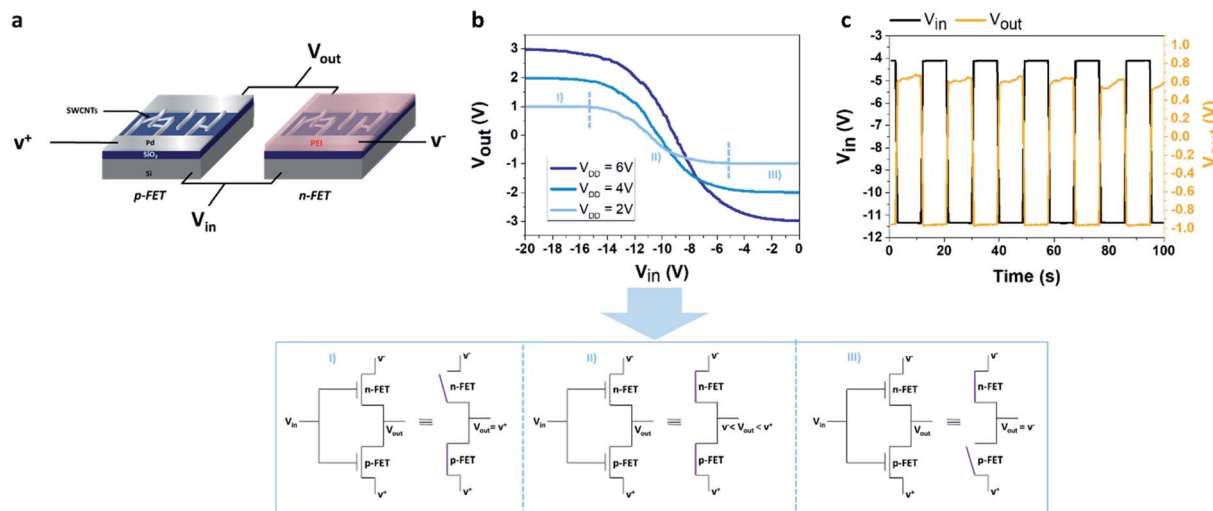 a
V_out
SWCNTs
v⁺
Pd
SiO₂
Si
PEI
v⁻
p-FET
n-FET
V_in
b
V_out (V)
3
2
1
0
-1
-2
-3
I)
II)
III)
V_DD = 6V
V_DD = 4V
V_DD = 2V
-20 -18 -16 -14 -12 -10 -8 -6 -4 -2 0
V_in (V)
c
V_in V_out
V_in (V)
-3
-4
-5
-6
-7
-8
-9
-10
-11
-12
1.0
0.8
0.6
0.4
0.2
0.0
-0.2
-0.4
-0.6
-0.8
-1.0
V_out (V)
0 20 40 60 80 100
Time (s)
I)
v⁻ v⁻
n-FET n-FET
V_in V_out ≡ V_out = v⁺
p-FET p-FET
v⁺ v⁺
II)
v⁻ v⁻
n-FET n-FET
V_in V_out ≡ v⁻< V_out < v⁺
p-FET p-FET
v⁺ v⁺
III)
v⁻ v⁻
n-FET n-FET
V_in V_out ≡ V_out = v⁻
p-FET p-FET
v⁺ v⁺